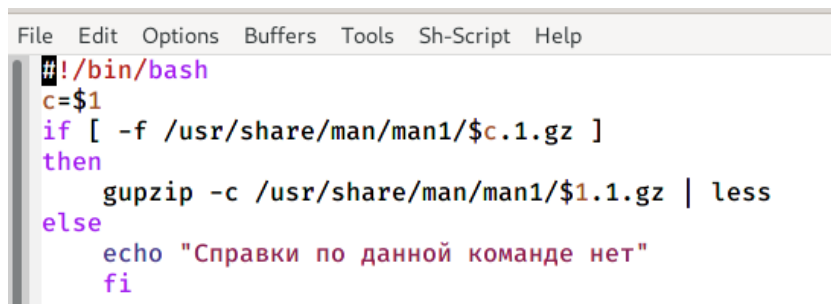 File Edit Options Buffers Tools Sh-Script Help
#!/bin/bash
c=$1
if [ -f /usr/share/man/man1/$c.1.gz ]
then
    gupzip -c /usr/share/man/man1/$1.1.gz | less
else
    echo "Справки по данной команде нет"
    fi